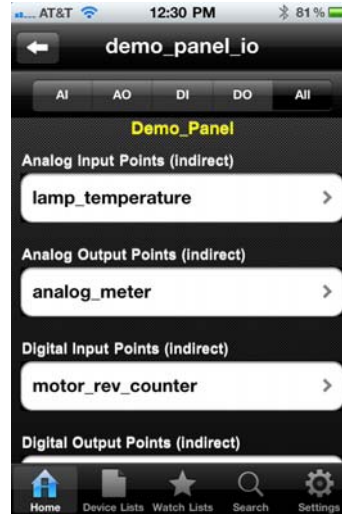 AT&T 12:30 PM 81%
demo_panel_io
AI AO DI DO All
Demo_Panel
Analog Input Points (indirect)
lamp_temperature
Analog Output Points (indirect)
analog_meter
Digital Input Points (indirect)
motor_rev_counter
Digital Output Points (indirect)
Home Device Lists Watch Lists Search Settings